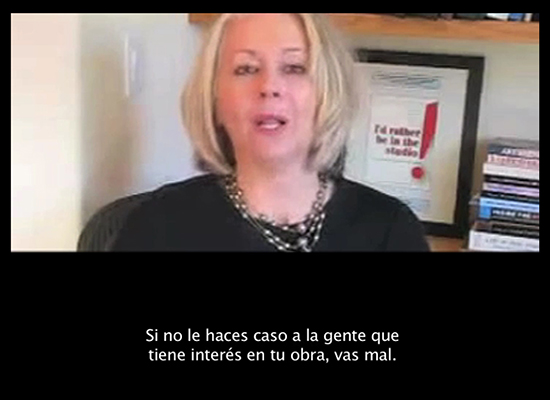 I'd rather
be in the
studio!
Si no le haces caso a la gente que
tiene interés en tu obra, vas mal.